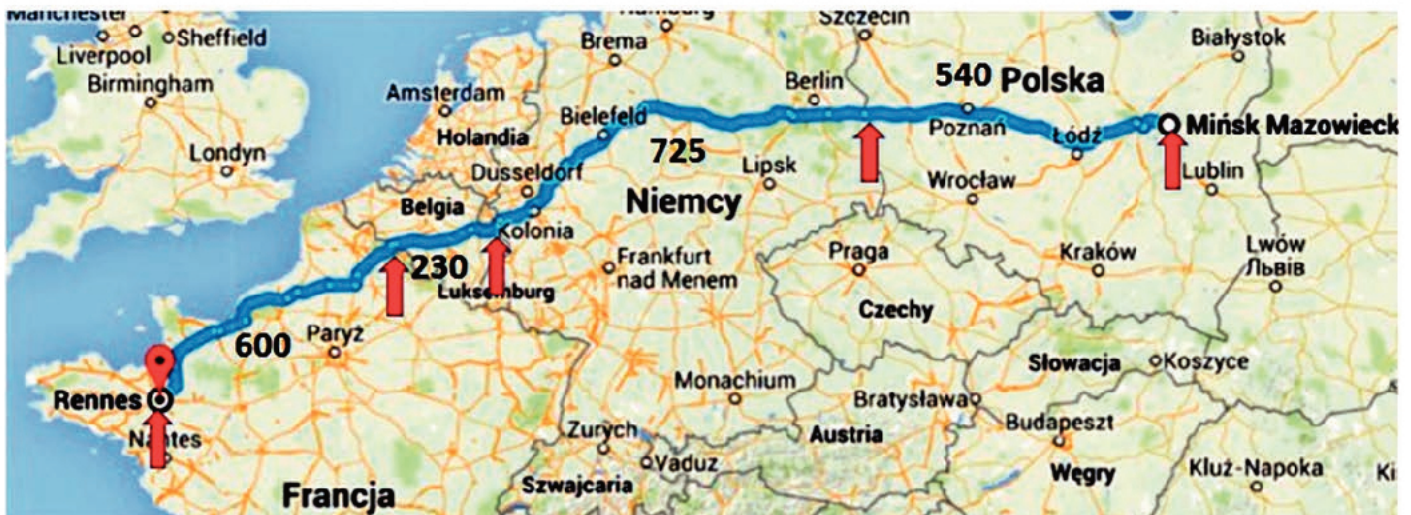 Manchester
Sheffield
Liverpool
Birmingham
Londyn
Amsterdam
Holandia
Brema
Szczecin
Białystok
Berlin
540 Polska
Bielefeld
Poznań
Łódź
Mińsk Mazowieck
Dusseldorf
725
Lipsk
Wrocław
Lublin
Belgia
Niemcy
Kolonia
230
Luksemburg
Frankfurt
nad Menem
Praga
Kraków
Lwów
Львів
Czechy
600
Paryż
Rennes
Nantes
Monachium
Słowacja
Koszyce
Bratysława
Budapeszt
Austria
Zurych
Vaduz
Węgry
Kluż-Napoka
Ki
Szwajcaria
Francja